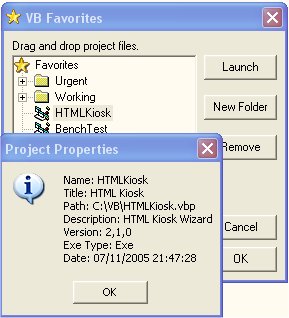 VB Favorites
Drag and drop project files.
Favorites
Urgent
Working
HTMLKiosk
BenchTest
Launch
New Folder
Remove
Cancel
OK
Project Properties
Name: HTMLKiosk
Title: HTML Kiosk
Path: C:\VB\HTMLKiosk.vbp
Description: HTML Kiosk Wizard
Version: 2,1,0
Exe Type: Exe
Date: 07/11/2005 21:47:28
OK